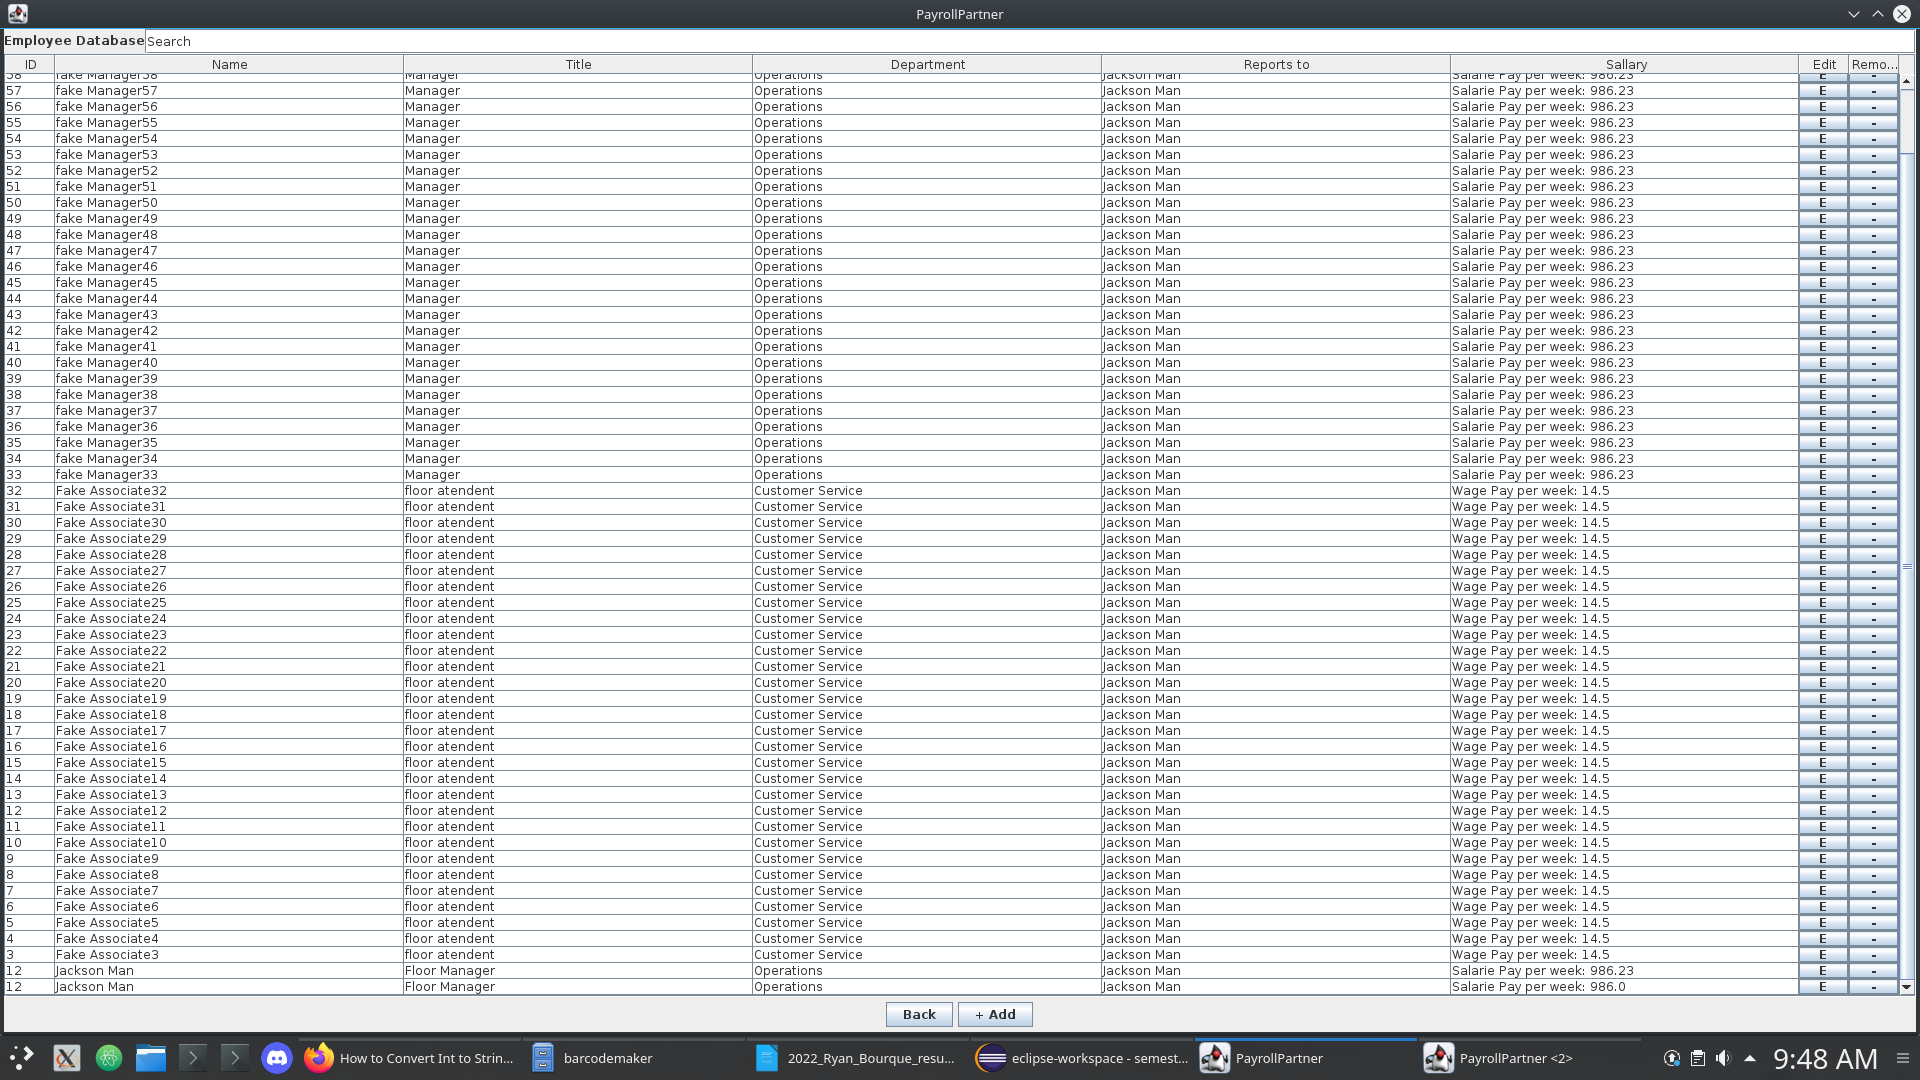 PayrollPartner
Employee Database Search
ID Name Title Department Reports to Sallary Edit Remo...
58 fake Manager58 Manager Operations Jackson Man Salarie Pay per week: 986.23 E -
57 fake Manager57 Manager Operations Jackson Man Salarie Pay per week: 986.23 E -
56 fake Manager56 Manager Operations Jackson Man Salarie Pay per week: 986.23 E -
55 fake Manager55 Manager Operations Jackson Man Salarie Pay per week: 986.23 E -
54 fake Manager54 Manager Operations Jackson Man Salarie Pay per week: 986.23 E -
53 fake Manager53 Manager Operations Jackson Man Salarie Pay per week: 986.23 E -
52 fake Manager52 Manager Operations Jackson Man Salarie Pay per week: 986.23 E -
51 fake Manager51 Manager Operations Jackson Man Salarie Pay per week: 986.23 E -
50 fake Manager50 Manager Operations Jackson Man Salarie Pay per week: 986.23 E -
49 fake Manager49 Manager Operations Jackson Man Salarie Pay per week: 986.23 E -
48 fake Manager48 Manager Operations Jackson Man Salarie Pay per week: 986.23 E -
47 fake Manager47 Manager Operations Jackson Man Salarie Pay per week: 986.23 E -
46 fake Manager46 Manager Operations Jackson Man Salarie Pay per week: 986.23 E -
45 fake Manager45 Manager Operations Jackson Man Salarie Pay per week: 986.23 E -
44 fake Manager44 Manager Operations Jackson Man Salarie Pay per week: 986.23 E -
43 fake Manager43 Manager Operations Jackson Man Salarie Pay per week: 986.23 E -
42 fake Manager42 Manager Operations Jackson Man Salarie Pay per week: 986.23 E -
41 fake Manager41 Manager Operations Jackson Man Salarie Pay per week: 986.23 E -
40 fake Manager40 Manager Operations Jackson Man Salarie Pay per week: 986.23 E -
39 fake Manager39 Manager Operations Jackson Man Salarie Pay per week: 986.23 E -
38 fake Manager38 Manager Operations Jackson Man Salarie Pay per week: 986.23 E -
37 fake Manager37 Manager Operations Jackson Man Salarie Pay per week: 986.23 E -
36 fake Manager36 Manager Operations Jackson Man Salarie Pay per week: 986.23 E -
35 fake Manager35 Manager Operations Jackson Man Salarie Pay per week: 986.23 E -
34 fake Manager34 Manager Operations Jackson Man Salarie Pay per week: 986.23 E -
33 fake Manager33 Manager Operations Jackson Man Salarie Pay per week: 986.23 E -
32 Fake Associate32 floor atendent Customer Service Jackson Man Wage Pay per week: 14.5 E -
31 Fake Associate31 floor atendent Customer Service Jackson Man Wage Pay per week: 14.5 E -
30 Fake Associate30 floor atendent Customer Service Jackson Man Wage Pay per week: 14.5 E -
29 Fake Associate29 floor atendent Customer Service Jackson Man Wage Pay per week: 14.5 E -
28 Fake Associate28 floor atendent Customer Service Jackson Man Wage Pay per week: 14.5 E -
27 Fake Associate27 floor atendent Customer Service Jackson Man Wage Pay per week: 14.5 E -
26 Fake Associate26 floor atendent Customer Service Jackson Man Wage Pay per week: 14.5 E -
25 Fake Associate25 floor atendent Customer Service Jackson Man Wage Pay per week: 14.5 E -
24 Fake Associate24 floor atendent Customer Service Jackson Man Wage Pay per week: 14.5 E -
23 Fake Associate23 floor atendent Customer Service Jackson Man Wage Pay per week: 14.5 E -
22 Fake Associate22 floor atendent Customer Service Jackson Man Wage Pay per week: 14.5 E -
21 Fake Associate21 floor atendent Customer Service Jackson Man Wage Pay per week: 14.5 E -
20 Fake Associate20 floor atendent Customer Service Jackson Man Wage Pay per week: 14.5 E -
19 Fake Associate19 floor atendent Customer Service Jackson Man Wage Pay per week: 14.5 E -
18 Fake Associate18 floor atendent Customer Service Jackson Man Wage Pay per week: 14.5 E -
17 Fake Associate17 floor atendent Customer Service Jackson Man Wage Pay per week: 14.5 E -
16 Fake Associate16 floor atendent Customer Service Jackson Man Wage Pay per week: 14.5 E -
15 Fake Associate15 floor atendent Customer Service Jackson Man Wage Pay per week: 14.5 E -
14 Fake Associate14 floor atendent Customer Service Jackson Man Wage Pay per week: 14.5 E -
13 Fake Associate13 floor atendent Customer Service Jackson Man Wage Pay per week: 14.5 E -
12 Fake Associate12 floor atendent Customer Service Jackson Man Wage Pay per week: 14.5 E -
11 Fake Associate11 floor atendent Customer Service Jackson Man Wage Pay per week: 14.5 E -
10 Fake Associate10 floor atendent Customer Service Jackson Man Wage Pay per week: 14.5 E -
9 Fake Associate9 floor atendent Customer Service Jackson Man Wage Pay per week: 14.5 E -
8 Fake Associate8 floor atendent Customer Service Jackson Man Wage Pay per week: 14.5 E -
7 Fake Associate7 floor atendent Customer Service Jackson Man Wage Pay per week: 14.5 E -
6 Fake Associate6 floor atendent Customer Service Jackson Man Wage Pay per week: 14.5 E -
5 Fake Associate5 floor atendent Customer Service Jackson Man Wage Pay per week: 14.5 E -
4 Fake Associate4 floor atendent Customer Service Jackson Man Wage Pay per week: 14.5 E -
3 Fake Associate3 floor atendent Customer Service Jackson Man Wage Pay per week: 14.5 E -
12 Jackson Man Floor Manager Operations Jackson Man Salarie Pay per week: 986.23 E -
12 Jackson Man Floor Manager Operations Jackson Man Salarie Pay per week: 986.0 E -
Back + Add
How to Convert Int to Strin... barcodemaker 2022_Ryan_Bourque_resu... eclipse-workspace - semest... PayrollPartner PayrollPartner <2> 9:48 AM